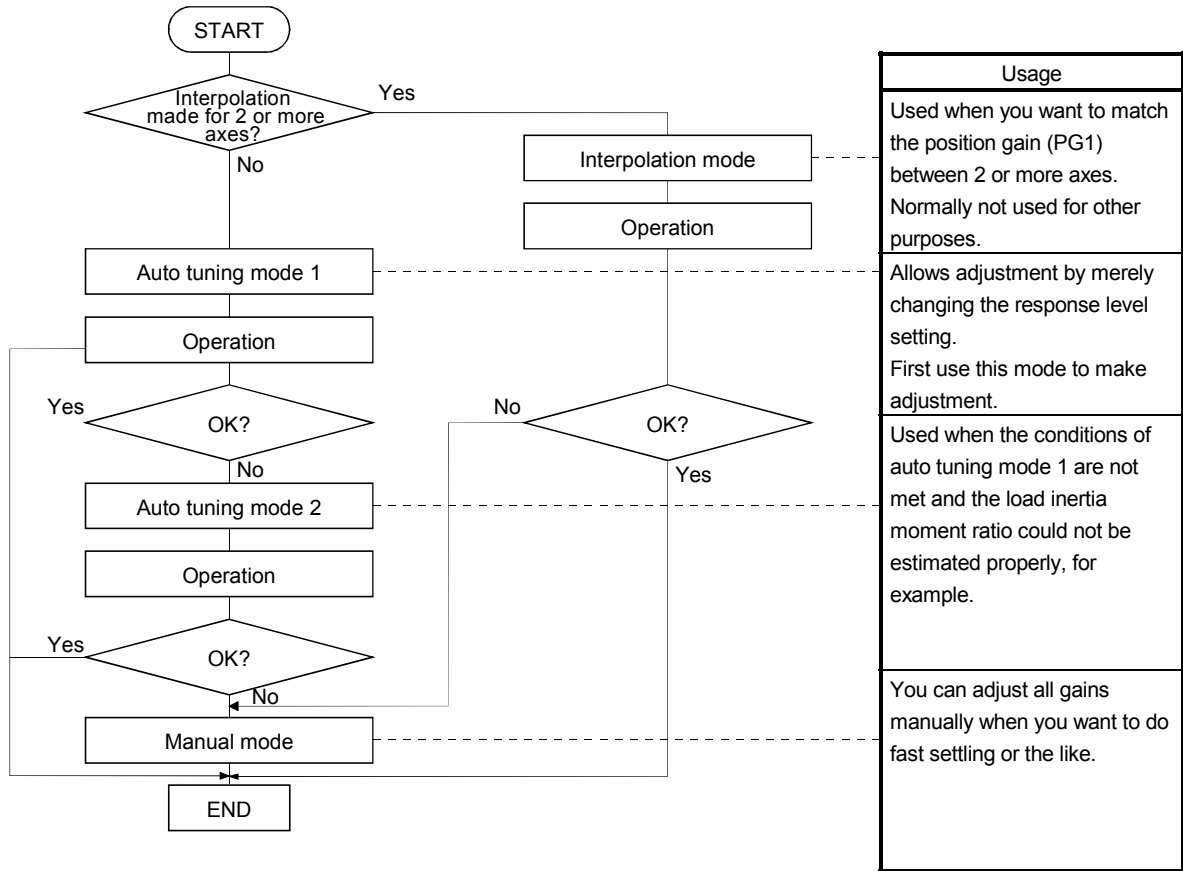 START
Interpolation
made for 2 or more
axes?
Yes
No
Interpolation mode
Operation
Auto tuning mode 1
Operation
Yes
OK?
No
No
OK?
Yes
Auto tuning mode 2
Operation
Yes
OK?
No
Manual mode
END
Usage
Used when you want to match
the position gain (PG1)
between 2 or more axes.
Normally not used for other
purposes.
Allows adjustment by merely
changing the response level
setting.
First use this mode to make
adjustment.
Used when the conditions of
auto tuning mode 1 are not
met and the load inertia
moment ratio could not be
estimated properly, for
example.
You can adjust all gains
manually when you want to do
fast settling or the like.